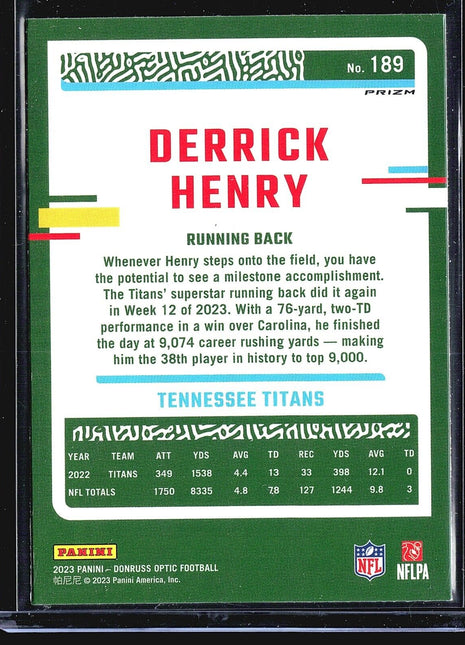 No. 189
PRIZM
DERRICK
HENRY
RUNNING BACK
Whenever Henry steps onto the field, you have
the potential to see a milestone accomplishment.
The Titans' superstar running back did it again
in Week 12 of 2023. With a 76-yard, two-TD
performance in a win over Carolina, he finished
the day at 9,074 career rushing yards — making
him the 38th player in history to top 9,000.
TENNESSEE TITANS
YEAR TEAM ATT YDS AVG TD REC YDS AVG TD
2022 TITANS 349 1538 4.4 13 33 398 12.1 0
NFL TOTALS 1750 8335 4.8 78 127 1244 9.8 3
PANINI
2023 PANINI – DONRUSS OPTIC FOOTBALL
帕尼尼 © 2023 Panini America, Inc.
NFL
NFLPA